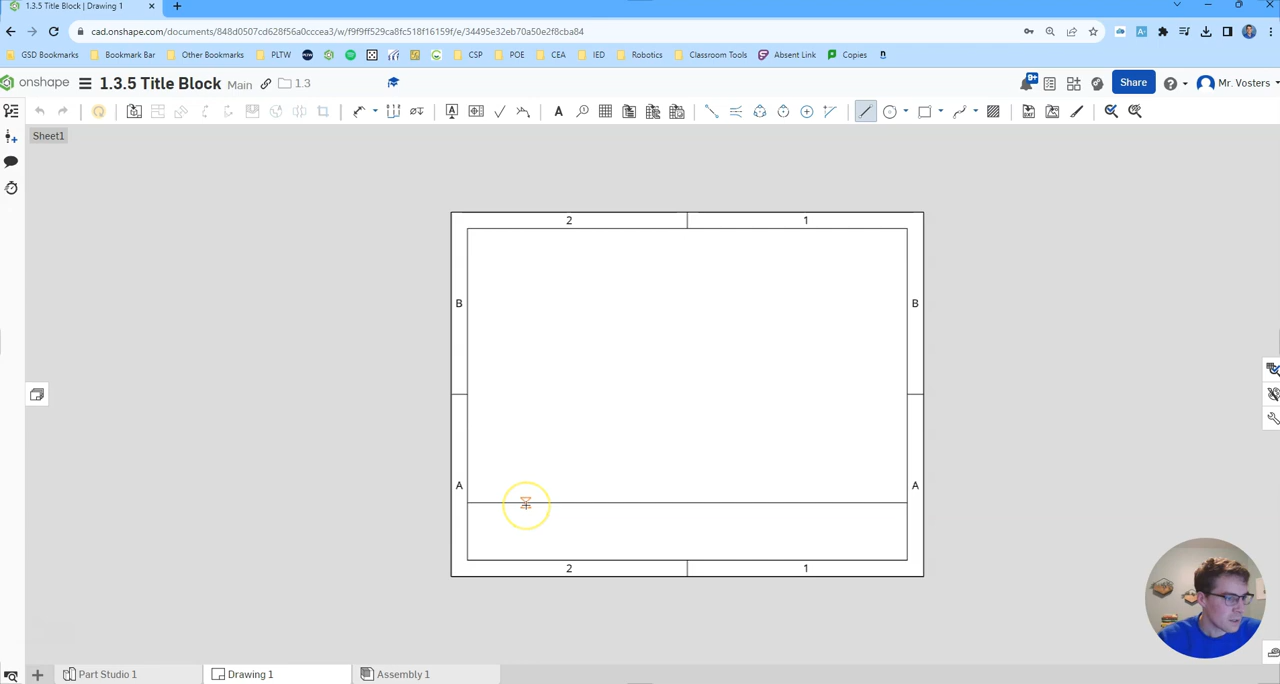 1.3.5 Title Block | Drawing 1
cad.onshape.com/documents/848d0507cd628f56a0cccea3/w/f9f9ff529ca8fc518f16159f/e/34495e32eb70a50e2f8cba84
GSD Bookmarks Bookmark Bar Other Bookmarks PLTW CSP POE CEA IED Robotics Classroom Tools Absent Link Copies
onshape 1.3.5 Title Block Main 1.3 9+ Share Mr. Vosters
Sheet1
2 1
B B
A A
2 1
Part Studio 1 Drawing 1 Assembly 1